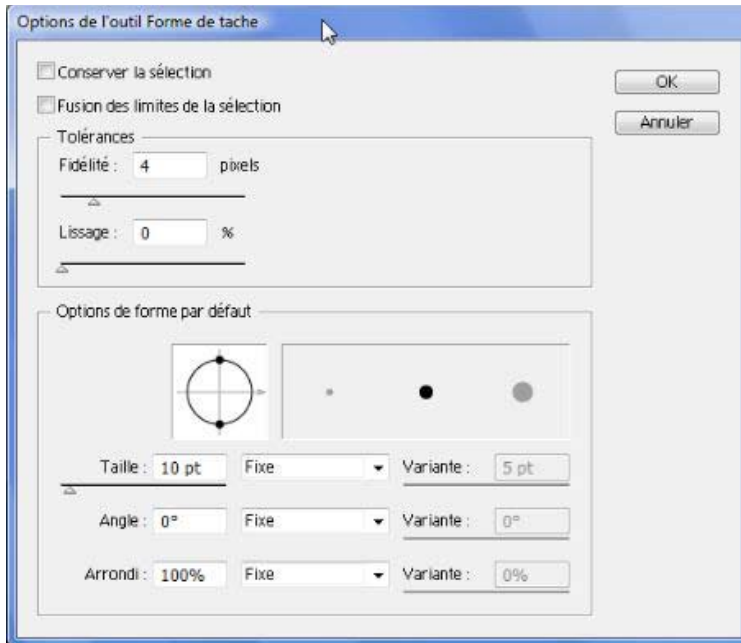 Options de l'outil Forme de tache
Conserver la sélection
OK
Fusion des limites de la sélection
Annuler
Tolérances
Fidélité : 4 pixels
Lissage : 0 %
Options de forme par défaut
Taille : 10 pt Fixe Variante : 5 pt
Angle : 0° Fixe Variante : 0°
Arrondi : 100% Fixe Variante : 0%